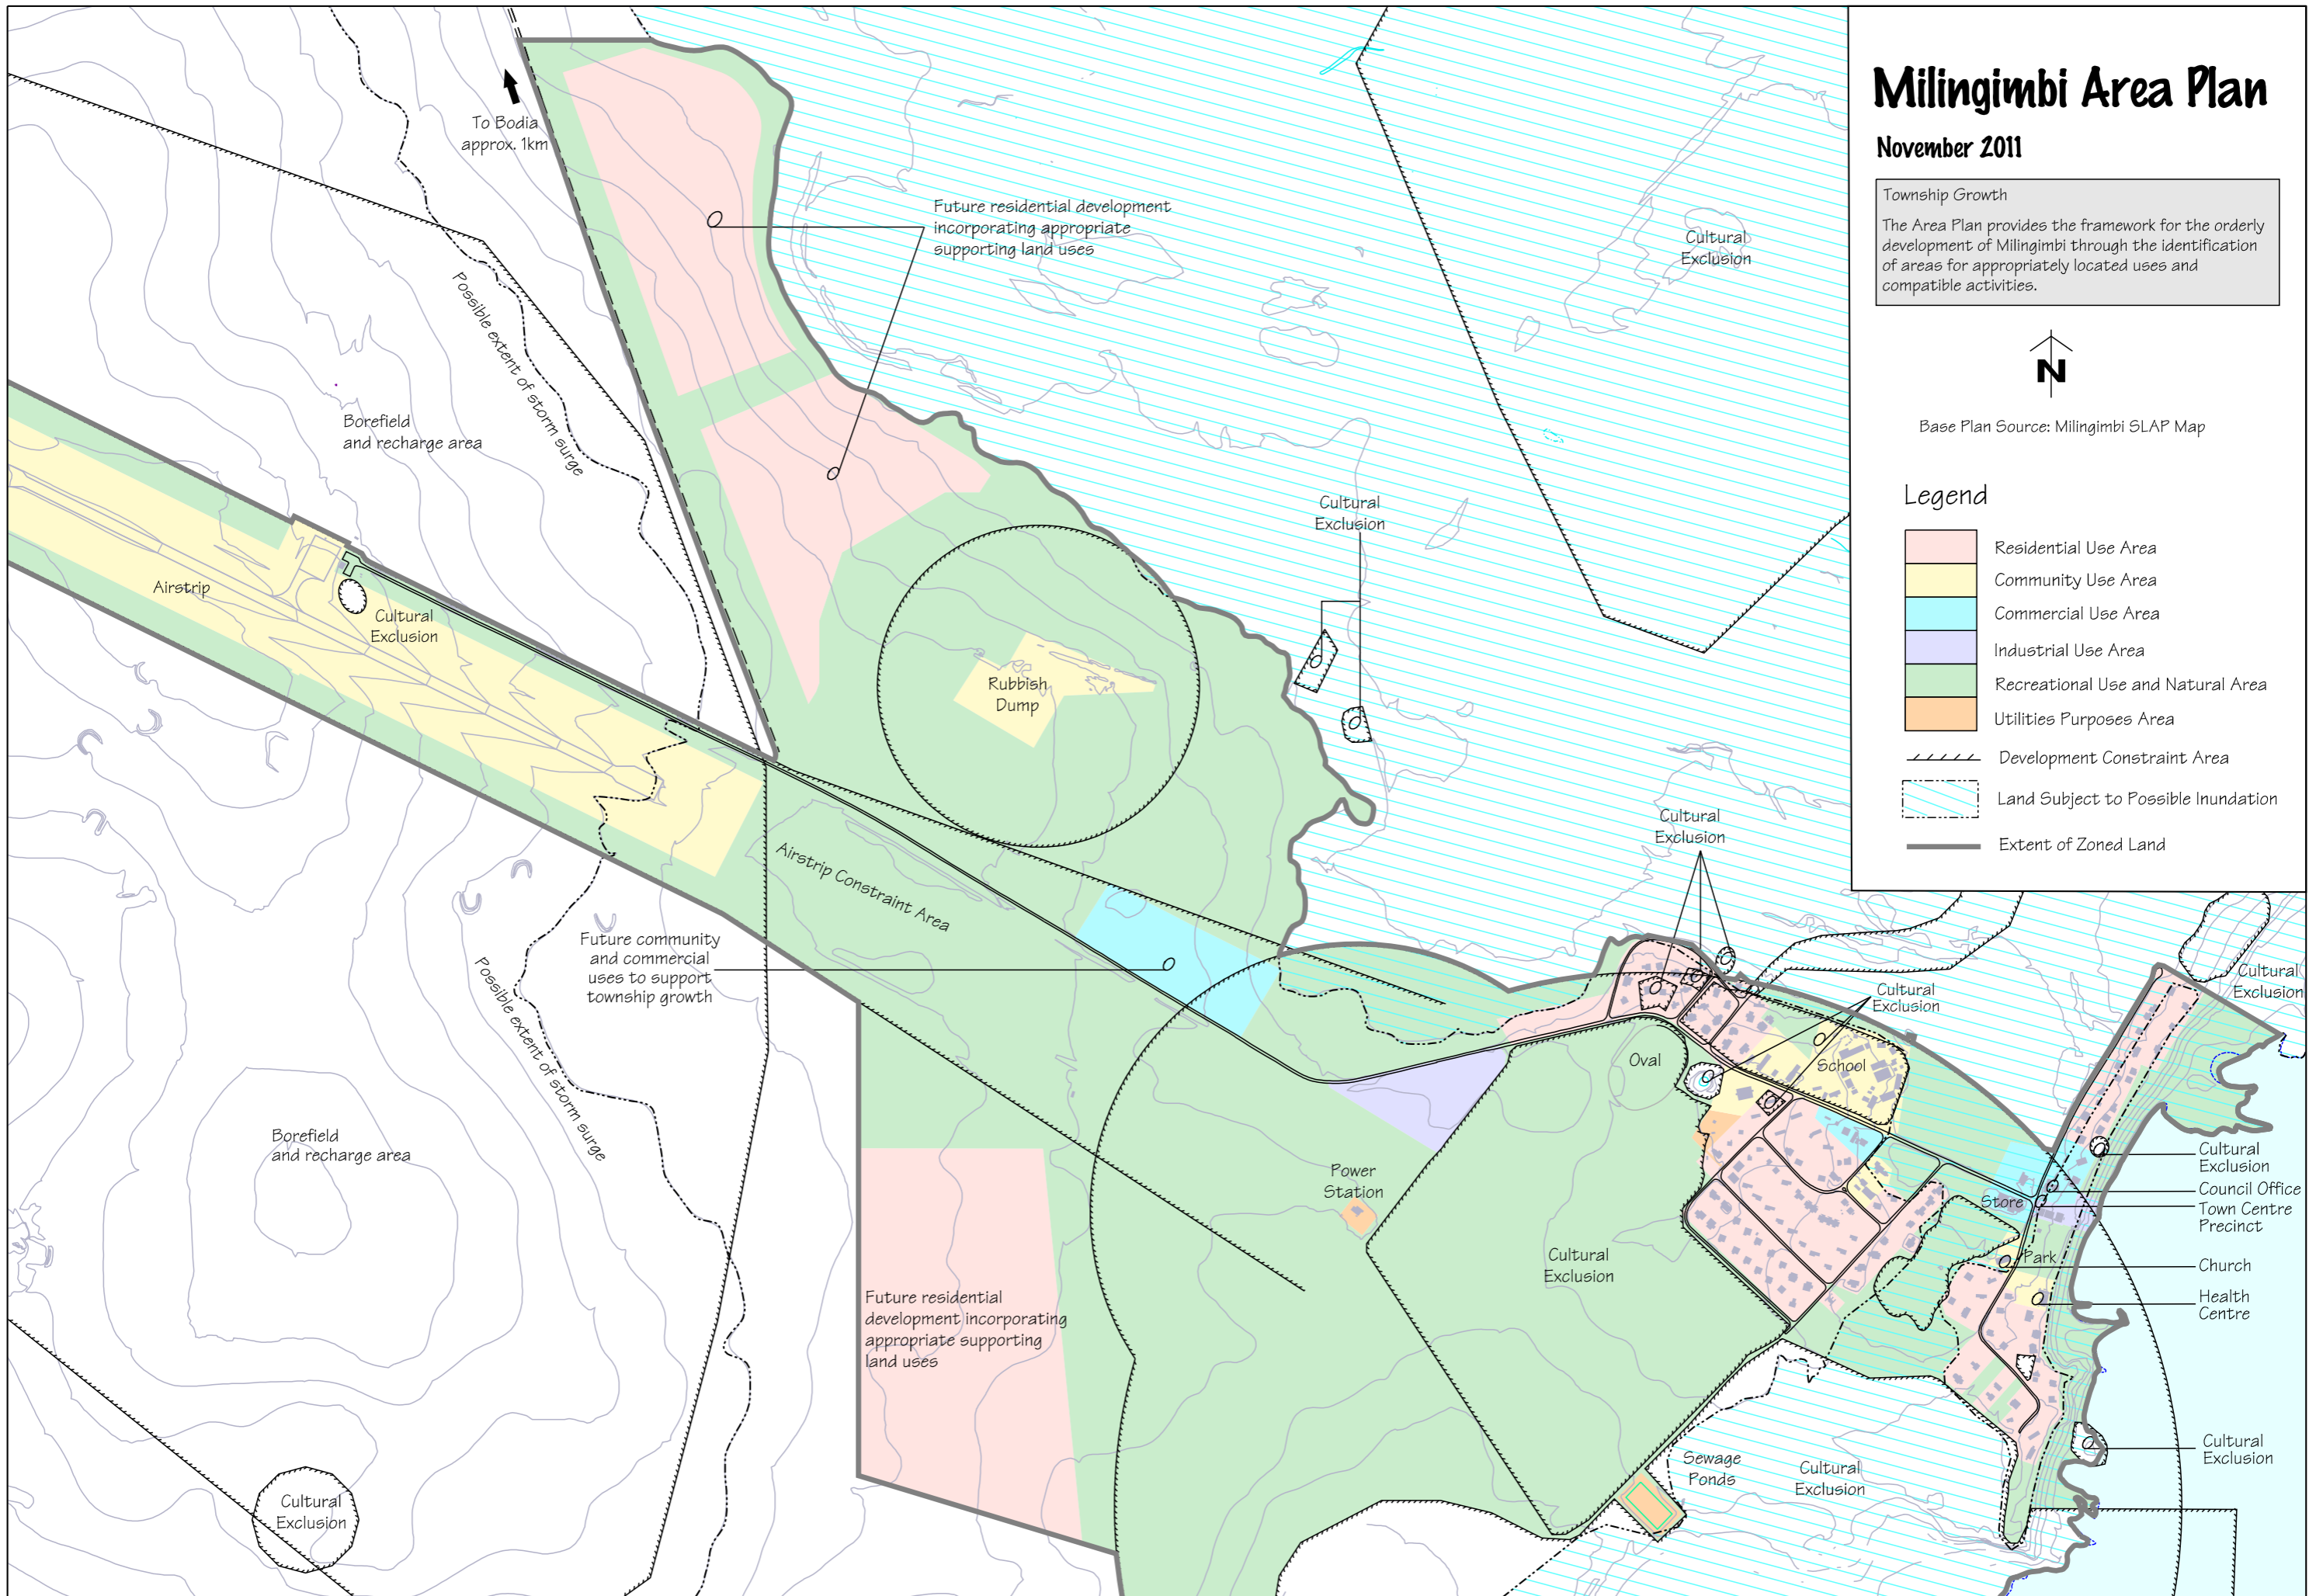 Milingimbi Area Plan
November 2011
Township Growth
The Area Plan provides the framework for the orderly
development of Milingimbi through the identification
of areas for appropriately located uses and
compatible activities.
N
Base Plan Source: Milingimbi SLAP Map
Legend
Residential Use Area
Community Use Area
Commercial Use Area
Industrial Use Area
Recreational Use and Natural Area
Utilities Purposes Area
Development Constraint Area
Land Subject to Possible Inundation
Extent of Zoned Land
To Bodia
approx. 1km
Future residential development
incorporating appropriate
supporting land uses
Cultural
Exclusion
Possible extent of storm surge
Borefield
and recharge area
Cultural
Exclusion
Airstrip
Cultural
Exclusion
Rubbish
Dump
Cultural
Exclusion
Airstrip Constraint Area
Future community
and commercial
uses to support
township growth
Possible extent of storm surge
Cultural
Exclusion
Cultural
Exclusion
Oval
School
Borefield
and recharge area
Power
Station
Cultural
Exclusion
Cultural
Exclusion
Council Office
Store
Town Centre
Precinct
Park
Church
Health
Centre
Future residential
development incorporating
appropriate supporting
land uses
Cultural
Exclusion
Sewage
Ponds
Cultural
Exclusion
Cultural
Exclusion
Cultural
Exclusion